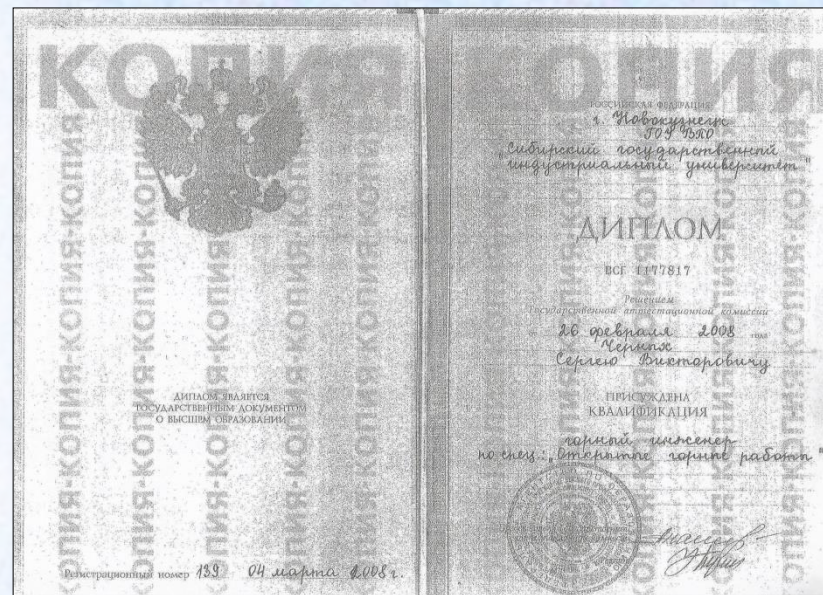 КОПИЯ
ДИПЛОМ ЯВЛЯЕТСЯ
ГОСУДАРСТВЕННЫМ ДОКУМЕНТОМ
О ВЫСШЕМ ОБРАЗОВАНИИ
Регистрационный номер 139 04 марта 2008 г.
КОПИЯ
РОССИЙСКАЯ ФЕДЕРАЦИЯ
г. Новокузнецк
ГОУ ВПО
"Сибирский государственный
индустриальный университет"
ДИПЛОМ
ВСГ 1177817
Решением
Государственной аттестационной комиссии
26 февраля 2008 года
Черных
Сергею Викторовичу
ПРИСУЖДЕНА
КВАЛИФИКАЦИЯ
горный инженер
по спец.: "Открытые горные работы"